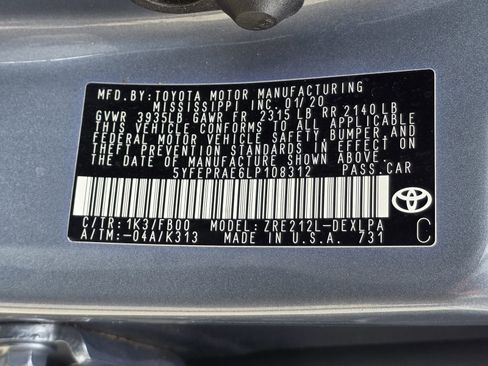 MFD. BY: TOYOTA MOTOR MANUFACTURING
MISSISSIPPI INC. 01/20
GVWR 3935LB GAWR FR 2315 LB RR 2140 LB
THIS VEHICLE CONFORMS TO ALL APPLICABLE
FEDERAL MOTOR VEHICLE SAFETY, BUMPER, AND
THEFT PREVENTION STANDARDS IN EFFECT ON
THE DATE OF MANUFACTURE SHOWN ABOVE.
5YFEPRAE6LP108312 PASS. CAR
C/TR: 1K3/FB00 MODEL: ZRE212L-DEXLPA
A/TM: -04A/K313 MADE IN U.S.A. 731
C